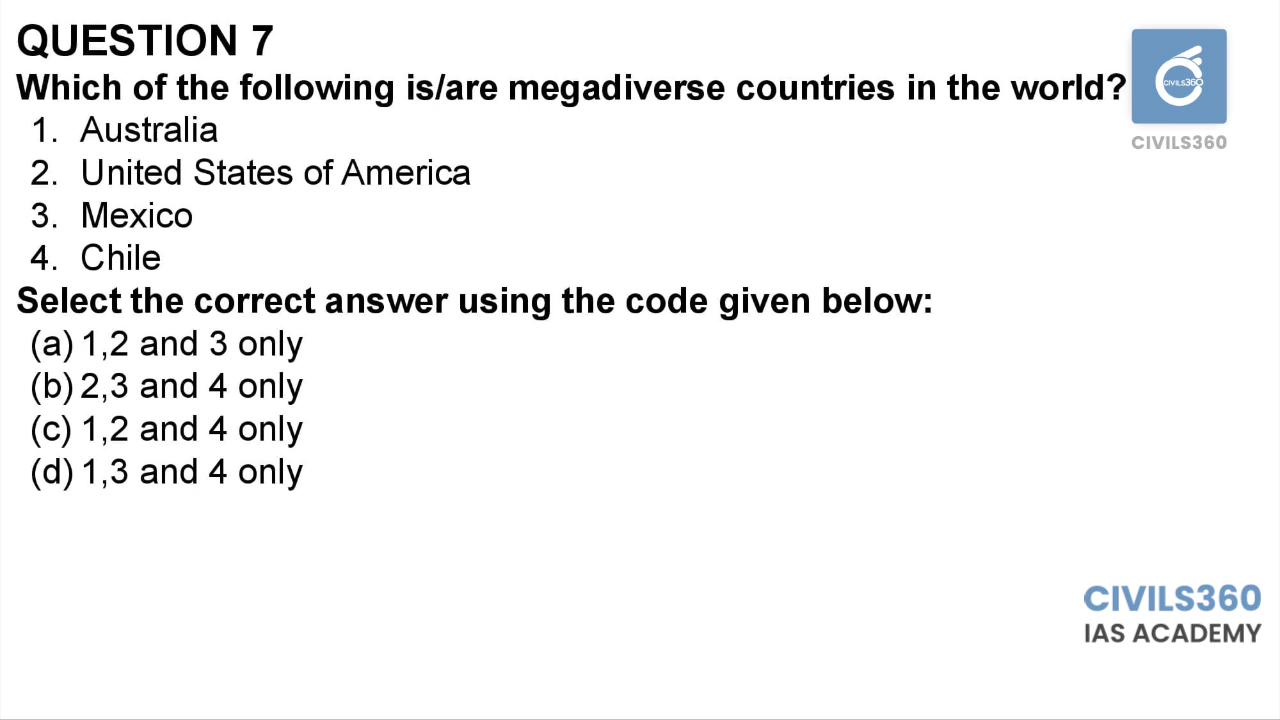 QUESTION 7
Which of the following is/are megadiverse countries in the world?
1. Australia
2. United States of America
3. Mexico
4. Chile
Select the correct answer using the code given below:
(a) 1,2 and 3 only
(b) 2,3 and 4 only
(c) 1,2 and 4 only
(d) 1,3 and 4 only
CIVILS360
CIVILS360
CIVILS360
IAS ACADEMY